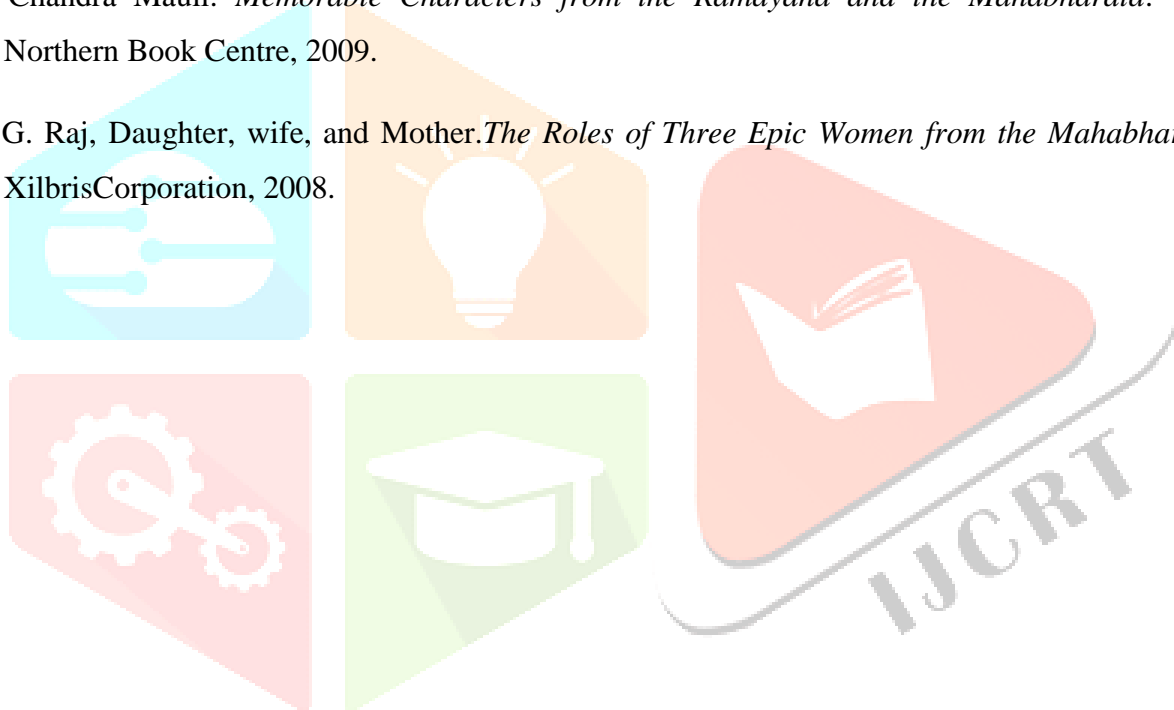 Chandra Mauli. Memorable Characters from the Ramayana and the Mahabharata.
Northern Book Centre, 2009.
G. Raj, Daughter, wife, and Mother.The Roles of Three Epic Women from the
XilbrisCorporation, 2008.
IJCRT